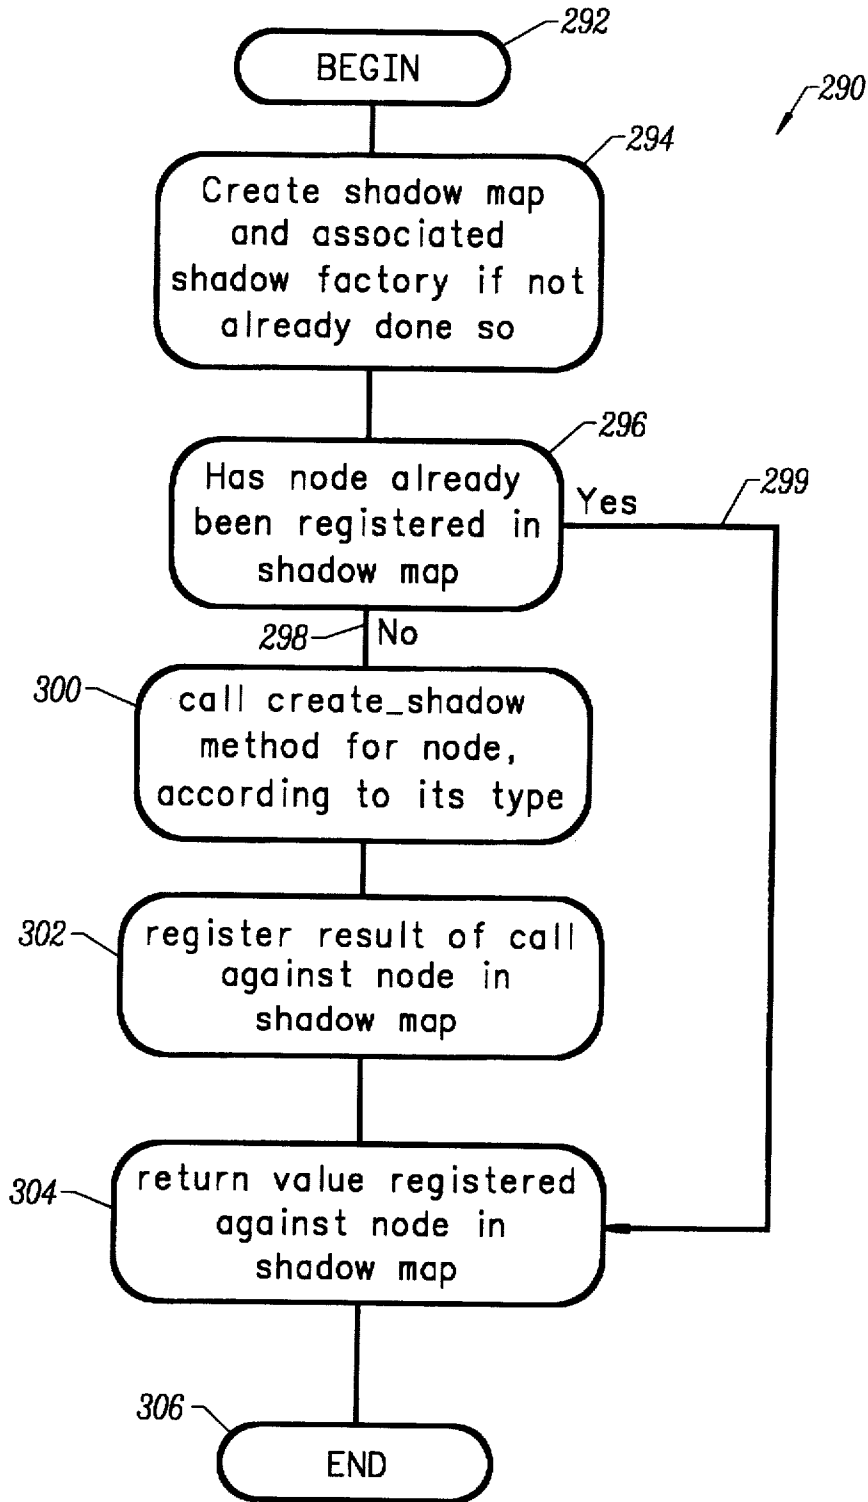 292
BEGIN
290
294
Create shadow map
and associated
shadow factory if not
already done so
296
Has node already
been registered in
shadow map
Yes
299
298
No
300
call create_shadow
method for node,
according to its type
302
register result of call
against node in
shadow map
304
return value registered
against node in
shadow map
306
END